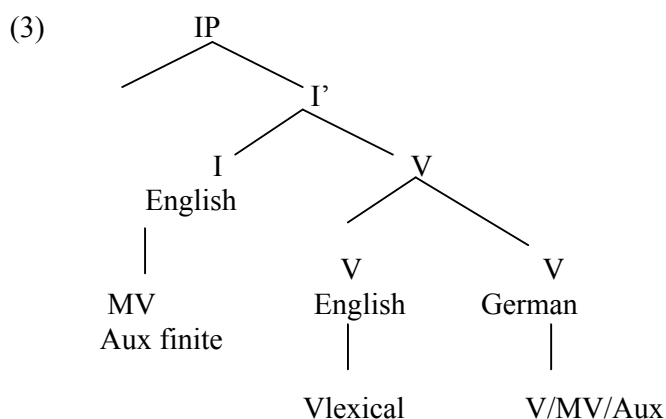 (3) IP
I’
I V
English
V V
MV English German
Aux finite
Vlexical V/MV/Aux